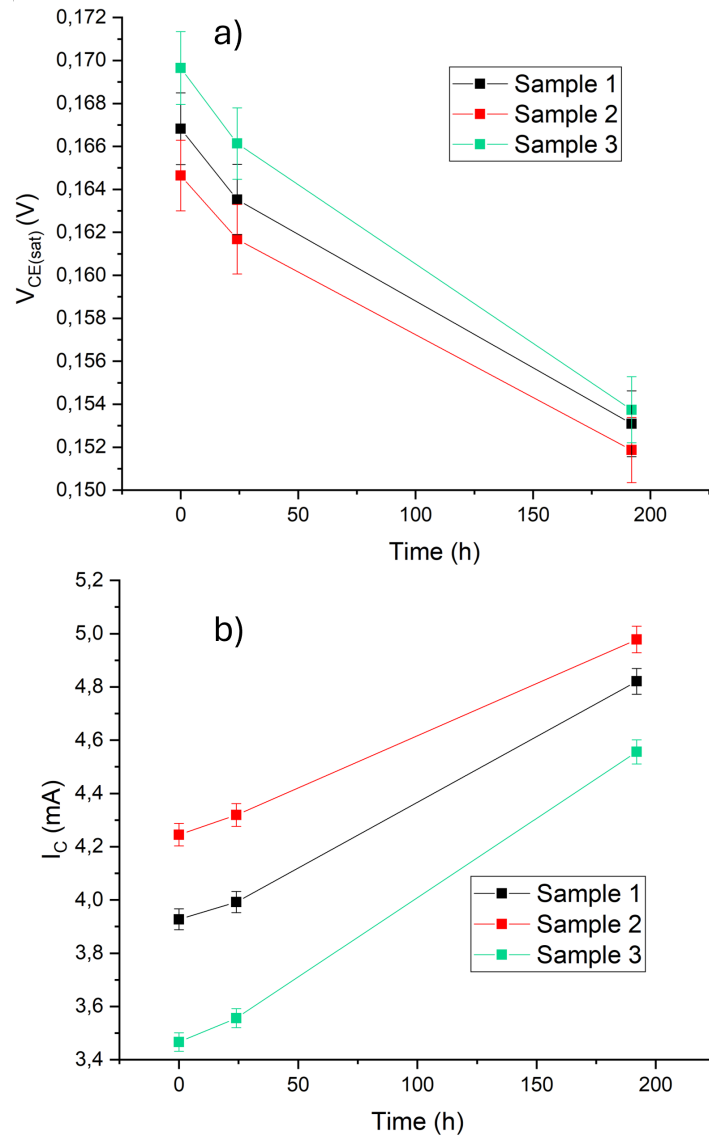 a)
0,172
0,170
0,168
0,166
0,164
0,162
0,160
0,158
0,156
0,154
0,152
0,150
V_CE(sat) (V)
Sample 1
Sample 2
Sample 3
0
50
100
150
200
Time (h)
b)
5,2
5,0
4,8
4,6
4,4
4,2
4,0
3,8
3,6
3,4
I_C (mA)
Sample 1
Sample 2
Sample 3
0
50
100
150
200
Time (h)